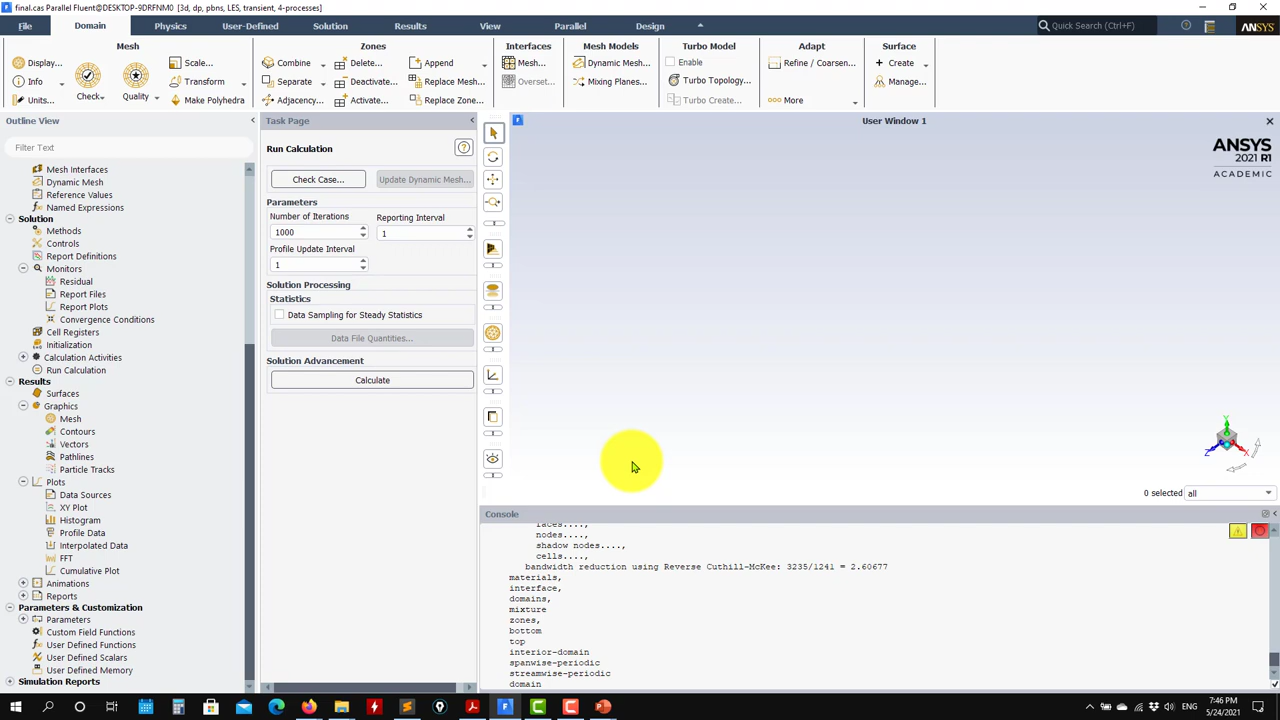 final.cas Parallel Fluent@DESKTOP-9DRFNM0 [3d, dp, pbns, LES, transient, 4-processes]
File Domain Physics User-Defined Solution Results View Parallel Design Quick Search (Ctrl+F) ANSYS
Mesh Zones Interfaces Mesh Models Turbo Model Adapt Surface
Display... Scale... Combine Delete... Append Mesh... Dynamic Mesh... Enable Refine / Coarsen... Create
Info Transform Separate Deactivate... Replace Mesh... Overset... Mixing Planes... Turbo Topology... Manage...
Units... Check Quality Make Polyhedra Adjacency... Activate... Replace Zone... Turbo Create... More
Outline View
Filter Text
Mesh Interfaces
Dynamic Mesh
Reference Values
Named Expressions
Solution
Methods
Controls
Report Definitions
Monitors
Residual
Report Files
Report Plots
Convergence Conditions
Cell Registers
Initialization
Calculation Activities
Run Calculation
Results
Surfaces
Graphics
Mesh
Contours
Vectors
Pathlines
Particle Tracks
Plots
Data Sources
XY Plot
Histogram
Profile Data
Interpolated Data
FFT
Cumulative Plot
Animations
Reports
Parameters & Customization
Parameters
Custom Field Functions
User Defined Functions
User Defined Scalars
User Defined Memory
Simulation Reports
Task Page
Run Calculation
Check Case... Update Dynamic Mesh...
Parameters
Number of Iterations Reporting Interval
1000 1
Profile Update Interval
1
Solution Processing
Statistics
Data Sampling for Steady Statistics
Data File Quantities...
Solution Advancement
Calculate
User Window 1
ANSYS
2021 R1
ACADEMIC
Y
Z X
0 selected all
Console
faces....,
nodes....,
shadow nodes....,
cells....,
bandwidth reduction using Reverse Cuthill-McKee: 3235/1241 = 2.60677
materials,
interface,
domains,
mixture
zones,
bottom
top
interior-domain
spanwise-periodic
streamwise-periodic
domain
ENG
7:46 PM
5/24/2021